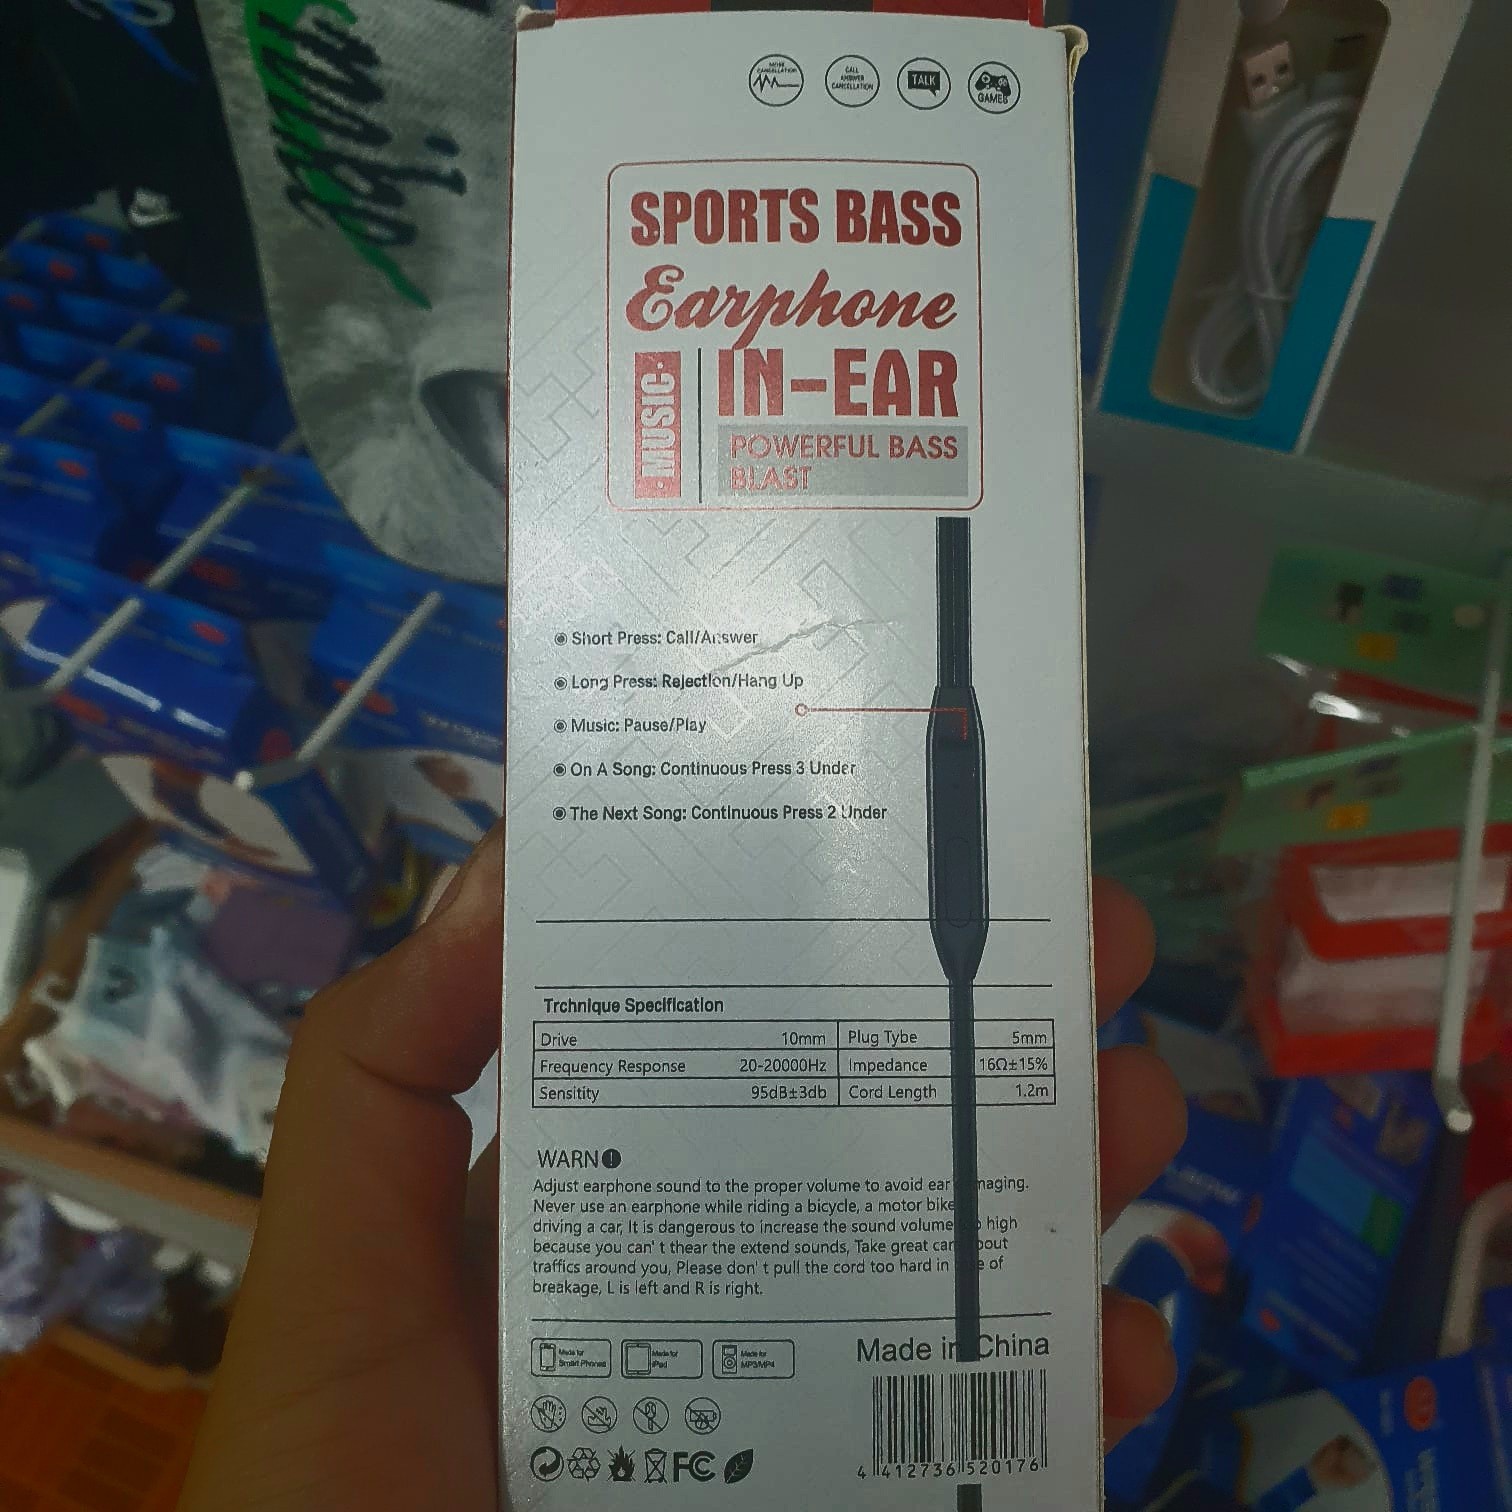 NOISE
CANCELLATION
CALL
ANSWER
CANCELLATION
TALK
GAMES
SPORTS BASS
Earphone
·MUSIC·
IN-EAR
POWERFUL BASS
BLAST
Short Press: Call/Answer
Long Press: Rejection/Hang Up
Music: Pause/Play
On A Song: Continuous Press 3 Under
The Next Song: Continuous Press 2 Under
Trchnique Specification
Drive 10mm Plug Tybe 5mm
Frequency Response 20-20000Hz Impedance 16Ω±15%
Sensitity 95dB±3db Cord Length 1.2m
WARN
Adjust earphone sound to the proper volume to avoid ear maging.
Never use an earphone while riding a bicycle, a motor bike
driving a car, It is dangerous to increase the sound volume high
because you can' t thear the extend sounds, Take great car bout
traffics around you, Please don' t pull the cord too hard in e of
breakage, L is left and R is right.
Made for
Smart Phones
Made for
iPad
Made for
MP3/MP4
Made in China
FC
4 412736 520176